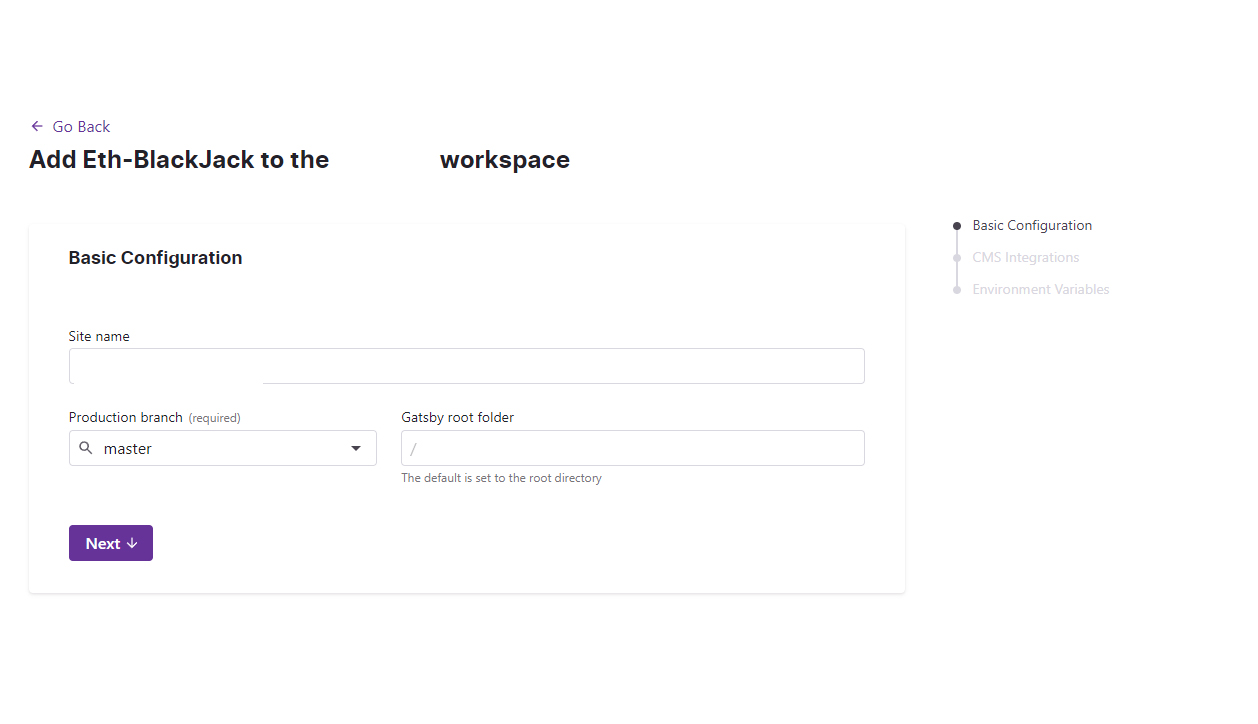 Go Back
Add Eth-BlackJack to the workspace
Basic Configuration
Basic Configuration
CMS Integrations
Environment Variables
Site name
Production branch (required)
Gatsby root folder
master
/
The default is set to the root directory
Next